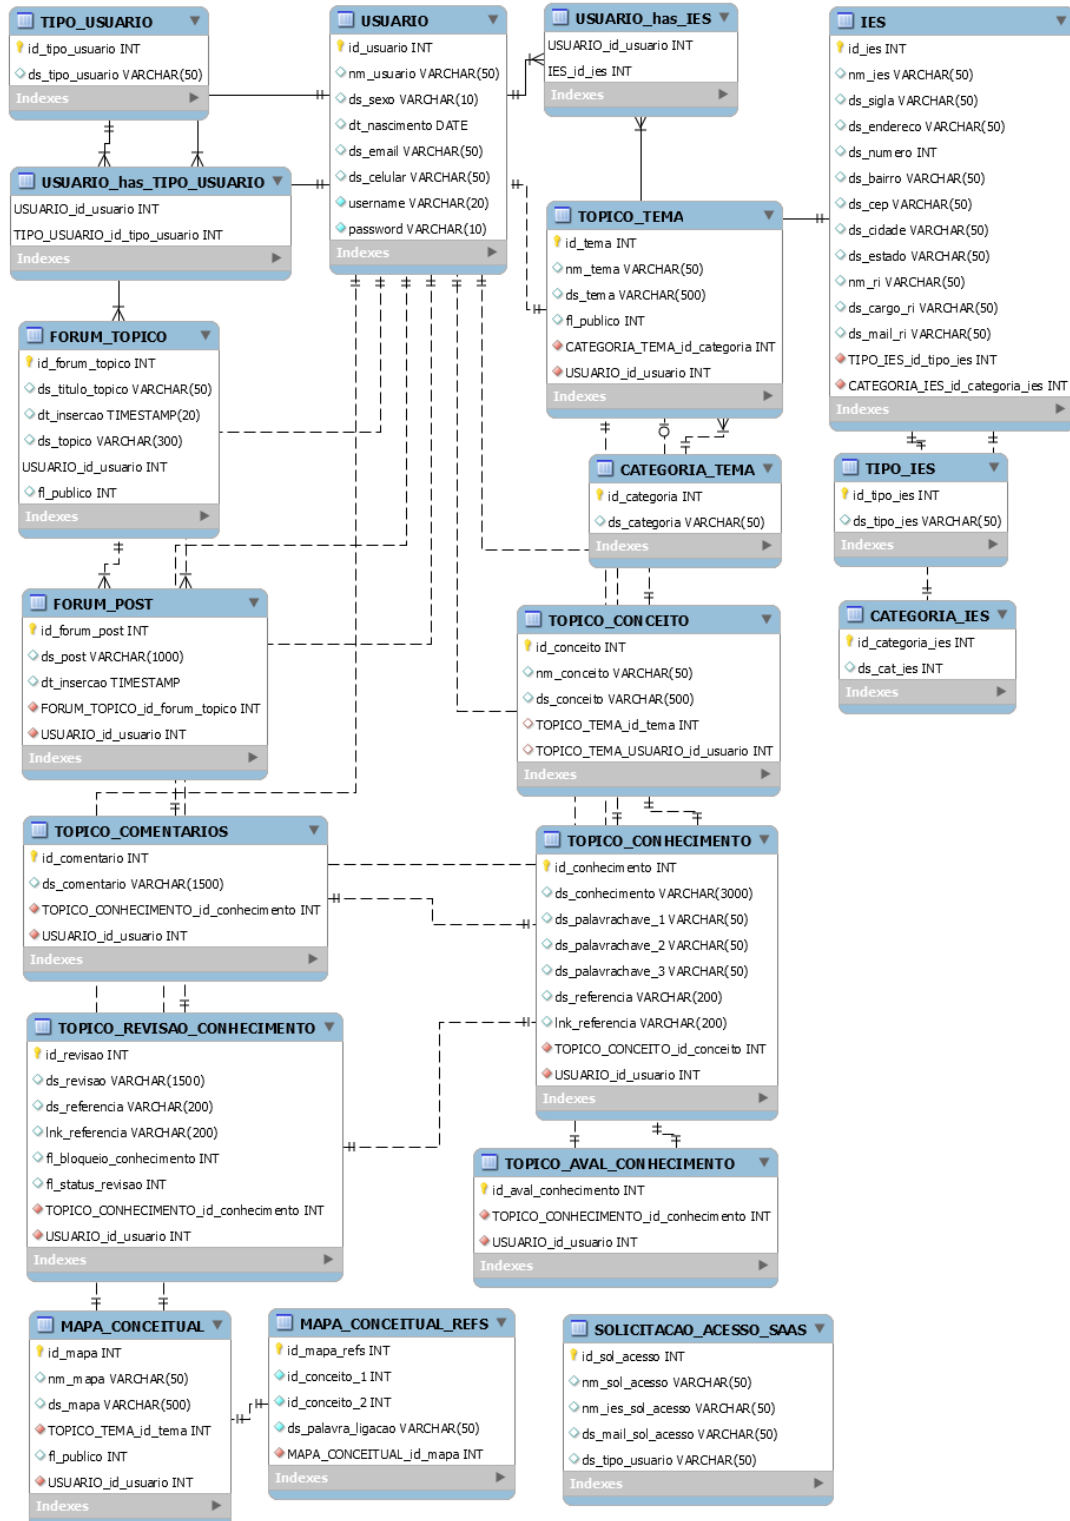 TIPO_USUARIO
id_tipo_usuario INT
ds_tipo_usuario VARCHAR(50)
Indexes
USUARIO
id_usuario INT
nm_usuario VARCHAR(50)
ds_sexo VARCHAR(10)
dt_nascimento DATE
ds_email VARCHAR(50)
ds_celular VARCHAR(50)
username VARCHAR(20)
password VARCHAR(10)
Indexes
USUARIO_has_IES
USUARIO_id_usuario INT
IES_id_ies INT
Indexes
IES
id_ies INT
nm_ies VARCHAR(50)
ds_sigla VARCHAR(50)
ds_endereco VARCHAR(50)
ds_numero INT
ds_bairro VARCHAR(50)
ds_cep VARCHAR(50)
ds_cidade VARCHAR(50)
ds_estado VARCHAR(50)
nm_ri VARCHAR(50)
ds_cargo_ri VARCHAR(50)
ds_mail_ri VARCHAR(50)
TIPO_IES_id_tipo_ies INT
CATEGORIA_IES_id_categoria_ies INT
Indexes
USUARIO_has_TIPO_USUARIO
USUARIO_id_usuario INT
TIPO_USUARIO_id_tipo_usuario INT
Indexes
TOPICO_TEMA
id_tema INT
nm_tema VARCHAR(50)
ds_tema VARCHAR(500)
fl_publico INT
CATEGORIA_TEMA_id_categoria INT
USUARIO_id_usuario INT
Indexes
FORUM_TOPICO
id_forum_topico INT
ds_titulo_topico VARCHAR(50)
dt_insercao TIMESTAMP(20)
ds_topico VARCHAR(300)
USUARIO_id_usuario INT
fl_publico INT
Indexes
CATEGORIA_TEMA
id_categoria INT
ds_categoria VARCHAR(50)
Indexes
TIPO_IES
id_tipo_ies INT
ds_tipo_ies VARCHAR(50)
Indexes
FORUM_POST
id_forum_post INT
ds_post VARCHAR(1000)
dt_insercao TIMESTAMP
FORUM_TOPICO_id_forum_topico INT
USUARIO_id_usuario INT
Indexes
TOPICO_CONCEITO
id_conceito INT
nm_conceito VARCHAR(50)
ds_conceito VARCHAR(500)
TOPICO_TEMA_id_tema INT
TOPICO_TEMA_USUARIO_id_usuario INT
Indexes
CATEGORIA_IES
id_categoria_ies INT
ds_cat_ies INT
Indexes
TOPICO_COMENTARIOS
id_comentario INT
ds_comentario VARCHAR(1500)
TOPICO_CONHECIMENTO_id_conhecimento INT
USUARIO_id_usuario INT
Indexes
TOPICO_CONHECIMENTO
id_conhecimento INT
ds_conhecimento VARCHAR(3000)
ds_palavrachave_1 VARCHAR(50)
ds_palavrachave_2 VARCHAR(50)
ds_palavrachave_3 VARCHAR(50)
ds_referencia VARCHAR(200)
lnk_referencia VARCHAR(200)
TOPICO_CONCEITO_id_conceito INT
USUARIO_id_usuario INT
Indexes
TOPICO_REVISAO_CONHECIMENTO
id_revisao INT
ds_revisao VARCHAR(1500)
ds_referencia VARCHAR(200)
lnk_referencia VARCHAR(200)
fl_bloqueio_conhecimento INT
fl_status_revisao INT
TOPICO_CONHECIMENTO_id_conhecimento INT
USUARIO_id_usuario INT
Indexes
TOPICO_AVAL_CONHECIMENTO
id_aval_conhecimento INT
TOPICO_CONHECIMENTO_id_conhecimento INT
USUARIO_id_usuario INT
Indexes
MAPA_CONCEITUAL
id_mapa INT
nm_mapa VARCHAR(50)
ds_mapa VARCHAR(500)
TOPICO_TEMA_id_tema INT
fl_publico INT
USUARIO_id_usuario INT
Indexes
MAPA_CONCEITUAL_REFS
id_mapa_refs INT
id_conceito_1 INT
id_conceito_2 INT
ds_palavra_ligacao VARCHAR(50)
MAPA_CONCEITUAL_id_mapa INT
Indexes
SOLICITACAO_ACESSO_SAAS
id_sol_acesso INT
nm_sol_acesso VARCHAR(50)
nm_ies_sol_acesso VARCHAR(50)
ds_mail_sol_acesso VARCHAR(50)
ds_tipo_usuario VARCHAR(50)
Indexes